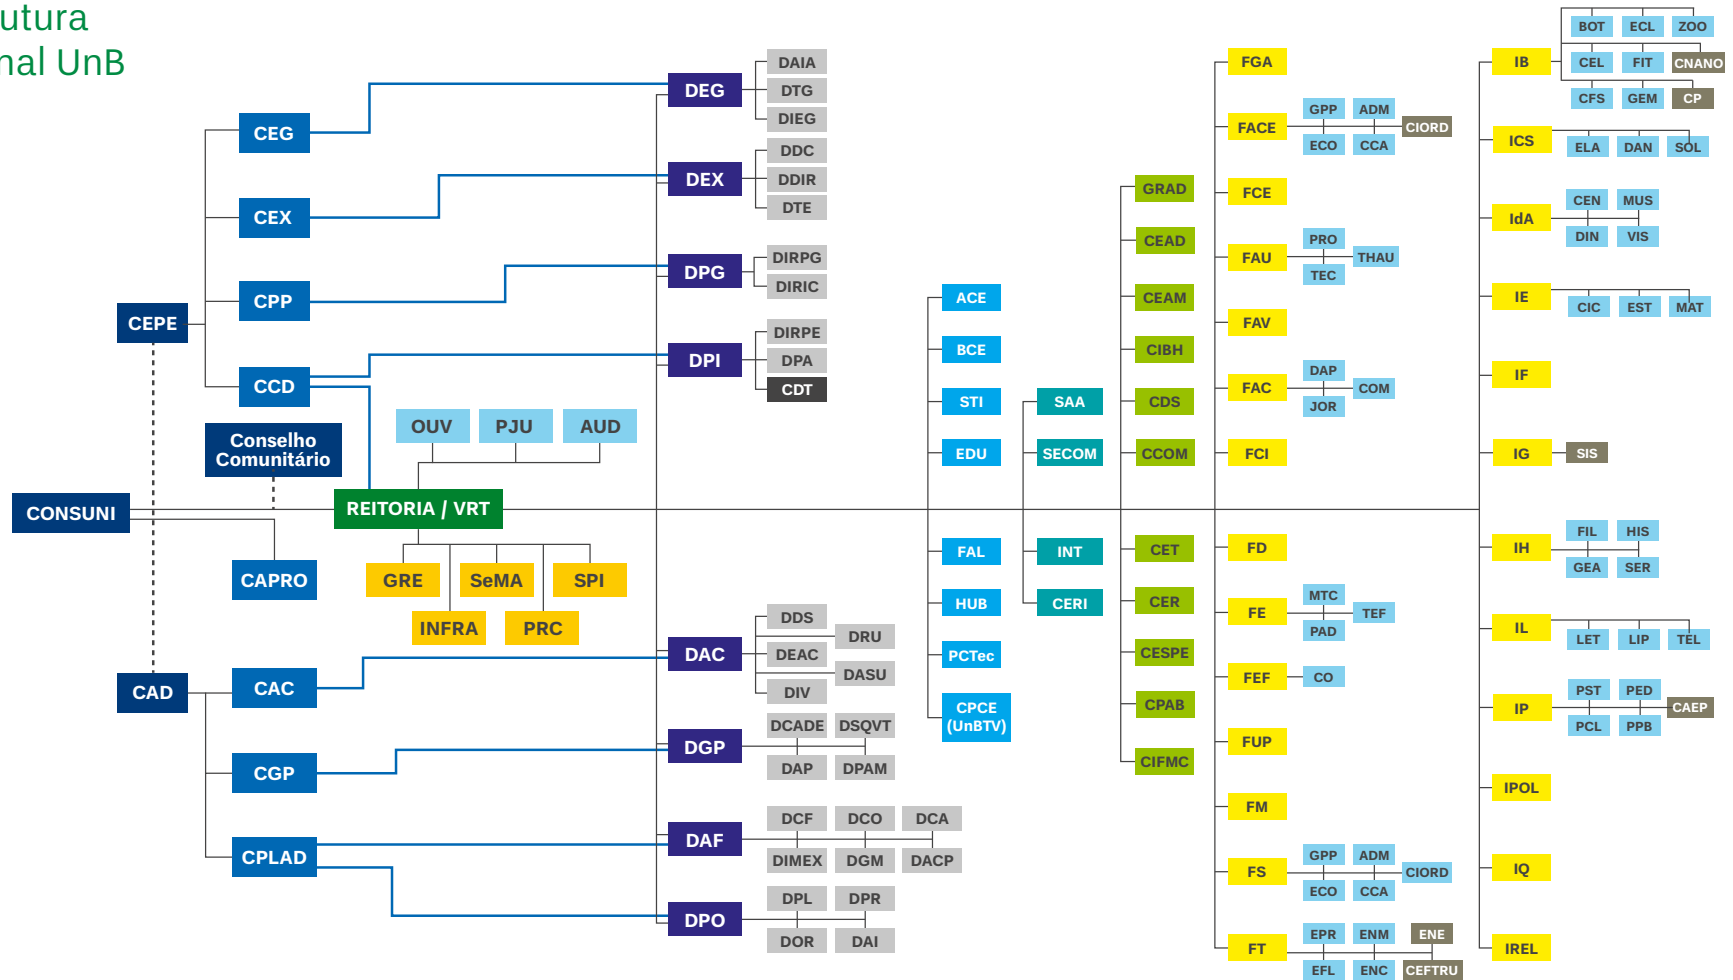 utura
nal UnB
CEPE
CONSUNI
CAD
CEG
CEX
CPP
CCD
Conselho
Comunitário
CAPRO
CAC
CGP
CPLAD
OUV
PJU
AUD
REITORIA / VRT
GRE
SeMA
SPI
INFRA
PRC
DEG
DAIA
DTG
DIEG
DEX
DDC
DDIR
DTE
DPG
DIRPG
DIRIC
DPI
DIRPE
DPA
CDT
DAC
DDS
DRU
DEAC
DASU
DIV
DGP
DCADE
DSQVT
DAP
DPAM
DAF
DCF
DCO
DCA
DIMEX
DGM
DACP
DPO
DPL
DPR
DOR
DAI
ACE
BCE
STI
EDU
FAL
HUB
PCTec
CPCE
(UnBTV)
SAA
SECOM
INT
CERI
GRAD
CEAD
CEAM
CIBH
CDS
CCOM
CET
CER
CESPE
CPAB
CIFMC
FGA
FACE
GPP
ADM
CIORD
ECO
CCA
FCE
FAU
PRO
THAU
TEC
FAV
FAC
DAP
COM
JOR
FCI
FD
FE
MTC
TEF
PAD
FEF
CO
FUP
FM
FS
GPP
ADM
CIORD
ECO
CCA
FT
EPR
ENM
ENE
EFL
ENC
CEFTRU
IB
BOT
ECL
ZOO
CEL
FIT
CNANO
CFS
GEM
CP
ICS
ELA
DAN
SOL
IdA
CEN
MUS
DIN
VIS
IE
CIC
EST
MAT
IF
IG
SIS
IH
FIL
HIS
GEA
SER
IL
LET
LIP
TEL
IP
PST
PED
CAEP
PCL
PPB
IPOL
IQ
IREL